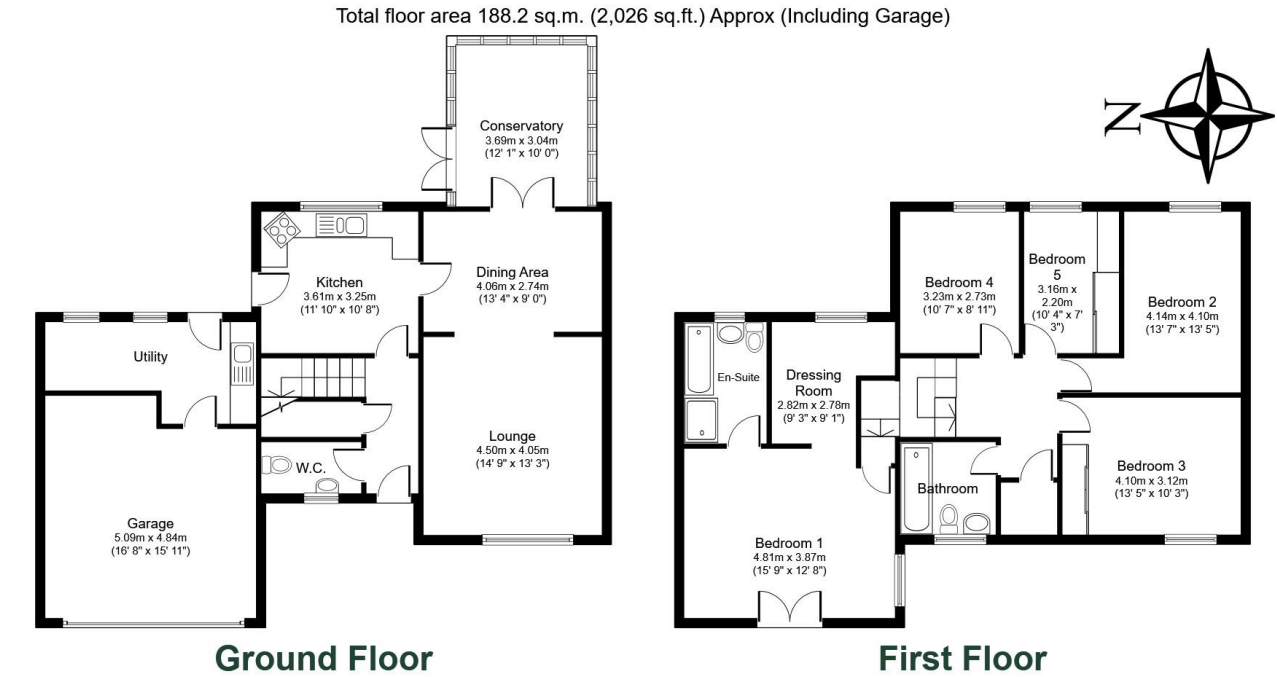 Total floor area 188.2 sq.m. (2,026 sq.ft.) Approx (Including Garage)
N
Conservatory
3.69m x 3.04m
(12' 1" x 10' 0")
Kitchen
3.61m x 3.25m
(11' 10" x 10' 8")
Dining Area
4.06m x 2.74m
(13' 4" x 9' 0")
Utility
Lounge
4.50m x 4.05m
(14' 9" x 13' 3")
W.C.
Garage
5.09m x 4.84m
(16' 8" x 15' 11")
Ground Floor
Bedroom 4
3.23m x 2.73m
(10' 7" x 8' 11")
Bedroom
5
3.16m x
2.20m
(10' 4" x 7'
3")
Bedroom 2
4.14m x 4.10m
(13' 7" x 13' 5")
En-Suite
Dressing
Room
2.82m x 2.78m
(9' 3" x 9' 1")
Bedroom 3
4.10m x 3.12m
(13' 5" x 10' 3")
Bathroom
Bedroom 1
4.81m x 3.87m
(15' 9" x 12' 8")
First Floor